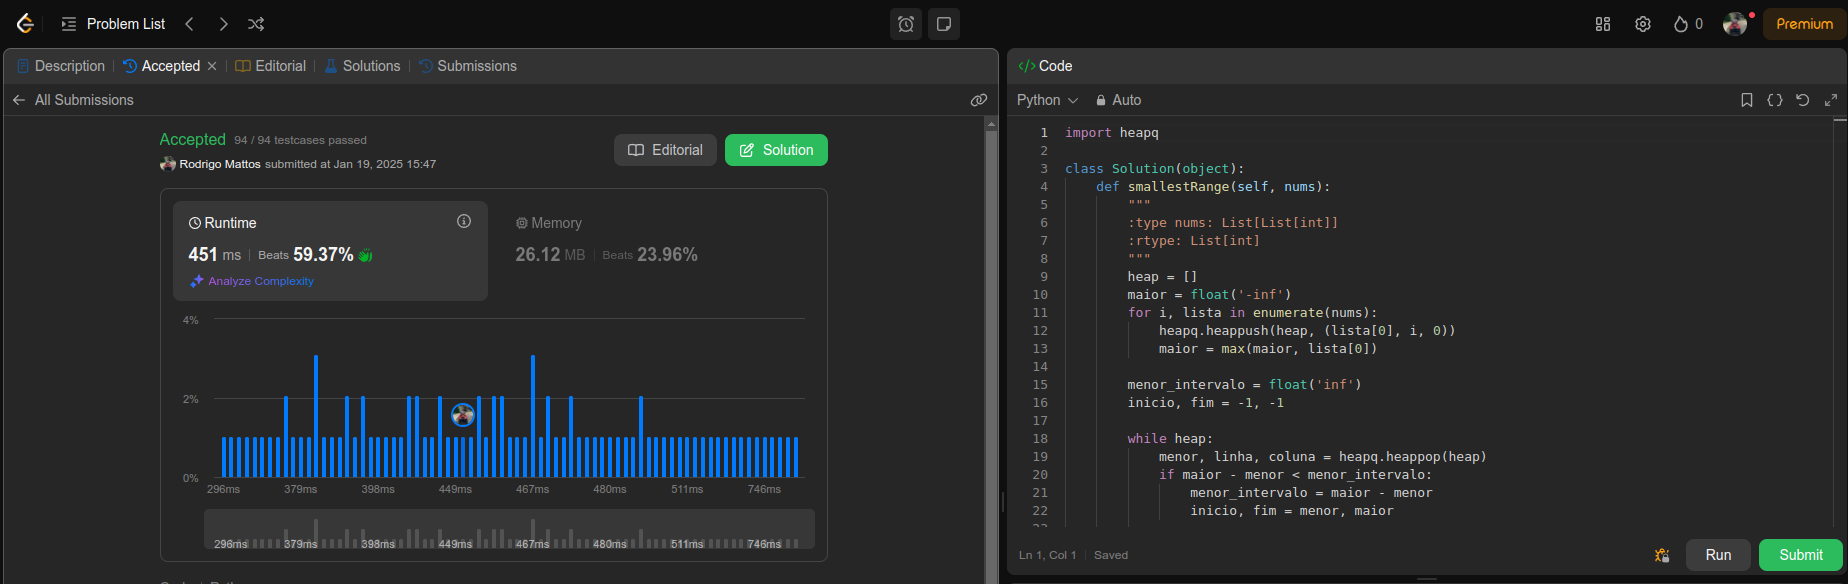 Problem List
0
Premium
Description
Accepted
Editorial
Solutions
Submissions
All Submissions
Accepted 94 / 94 testcases passed
Rodrigo Mattos submitted at Jan 19, 2025 15:47
Editorial
Solution
Runtime
451 ms Beats 59.37%
Analyze Complexity
Memory
26.12 MB Beats 23.96%
4%
2%
0%
296ms 379ms 398ms 449ms 467ms 480ms 511ms 746ms
296ms 379ms 398ms 449ms 467ms 480ms 511ms 746ms
</> Code
Python Auto
1 import heapq
2
3 class Solution(object):
4 def smallestRange(self, nums):
5 """
6 :type nums: List[List[int]]
7 :rtype: List[int]
8 """
9 heap = []
10 maior = float('-inf')
11 for i, lista in enumerate(nums):
12 heapq.heappush(heap, (lista[0], i, 0))
13 maior = max(maior, lista[0])
14
15 menor_intervalo = float('inf')
16 inicio, fim = -1, -1
17
18 while heap:
19 menor, linha, coluna = heapq.heappop(heap)
20 if maior - menor < menor_intervalo:
21 menor_intervalo = maior - menor
22 inicio, fim = menor, maior
Ln 1, Col 1 Saved
Run
Submit